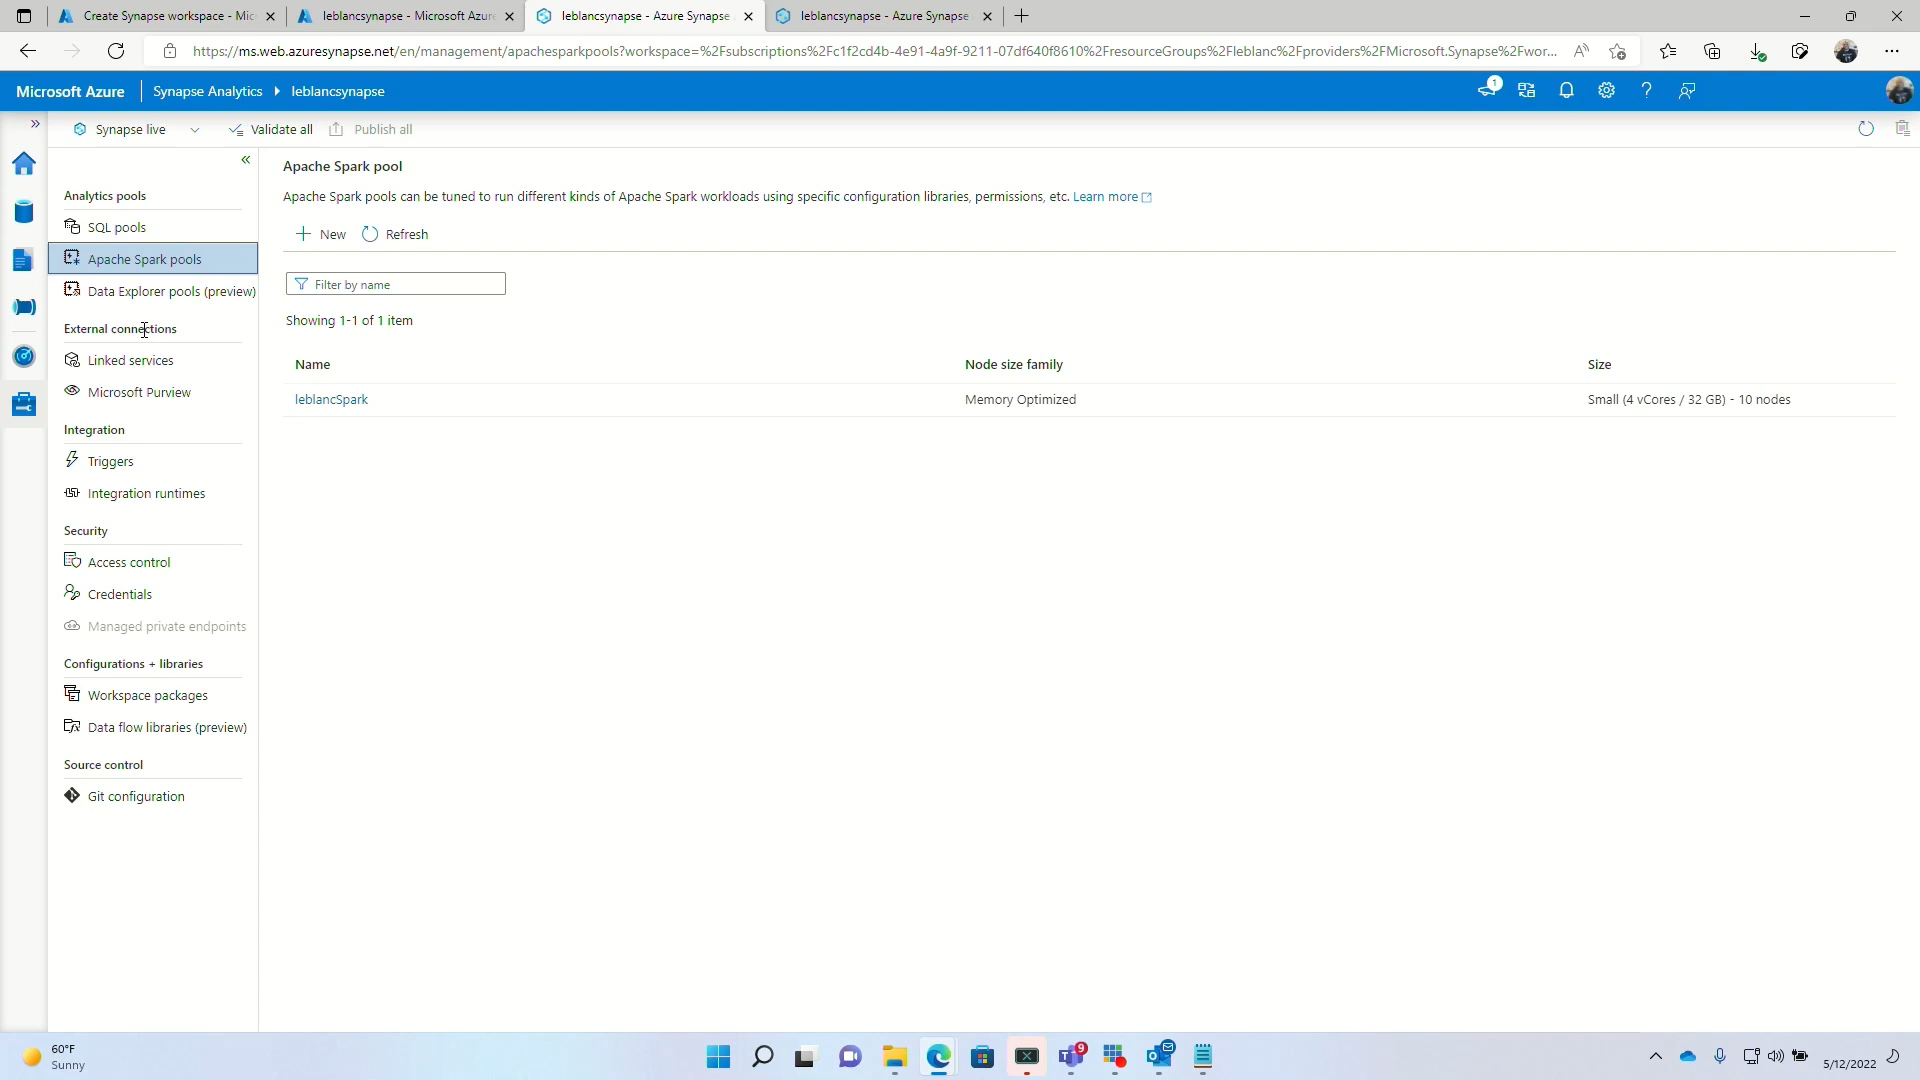 Create Synapse workspace - Mic
leblancsynapse - Microsoft Azure
leblancsynapse - Azure Synapse
leblancsynapse - Azure Synapse
https://ms.web.azuresynapse.net/en/management/apachesparkpools?workspace=%2Fsubscriptions%2Fc1f2cd4b-4e91-4a9f-9211-07df640f8610%2FresourceGroups%2Fleblanc%2Fproviders%2FMicrosoft.Synapse%2Fwor...
Microsoft Azure
Synapse Analytics
leblancsynapse
1
Synapse live
Validate all
Publish all
Analytics pools
SQL pools
Apache Spark pools
Data Explorer pools (preview)
External connections
Linked services
Microsoft Purview
Integration
Triggers
Integration runtimes
Security
Access control
Credentials
Managed private endpoints
Configurations + libraries
Workspace packages
Data flow libraries (preview)
Source control
Git configuration
Apache Spark pool
Apache Spark pools can be tuned to run different kinds of Apache Spark workloads using specific configuration libraries, permissions, etc. Learn more
New
Refresh
Filter by name
Showing 1-1 of 1 item
Name Node size family Size
leblancSpark Memory Optimized Small (4 vCores / 32 GB) - 10 nodes
60°F
Sunny
9
5/12/2022